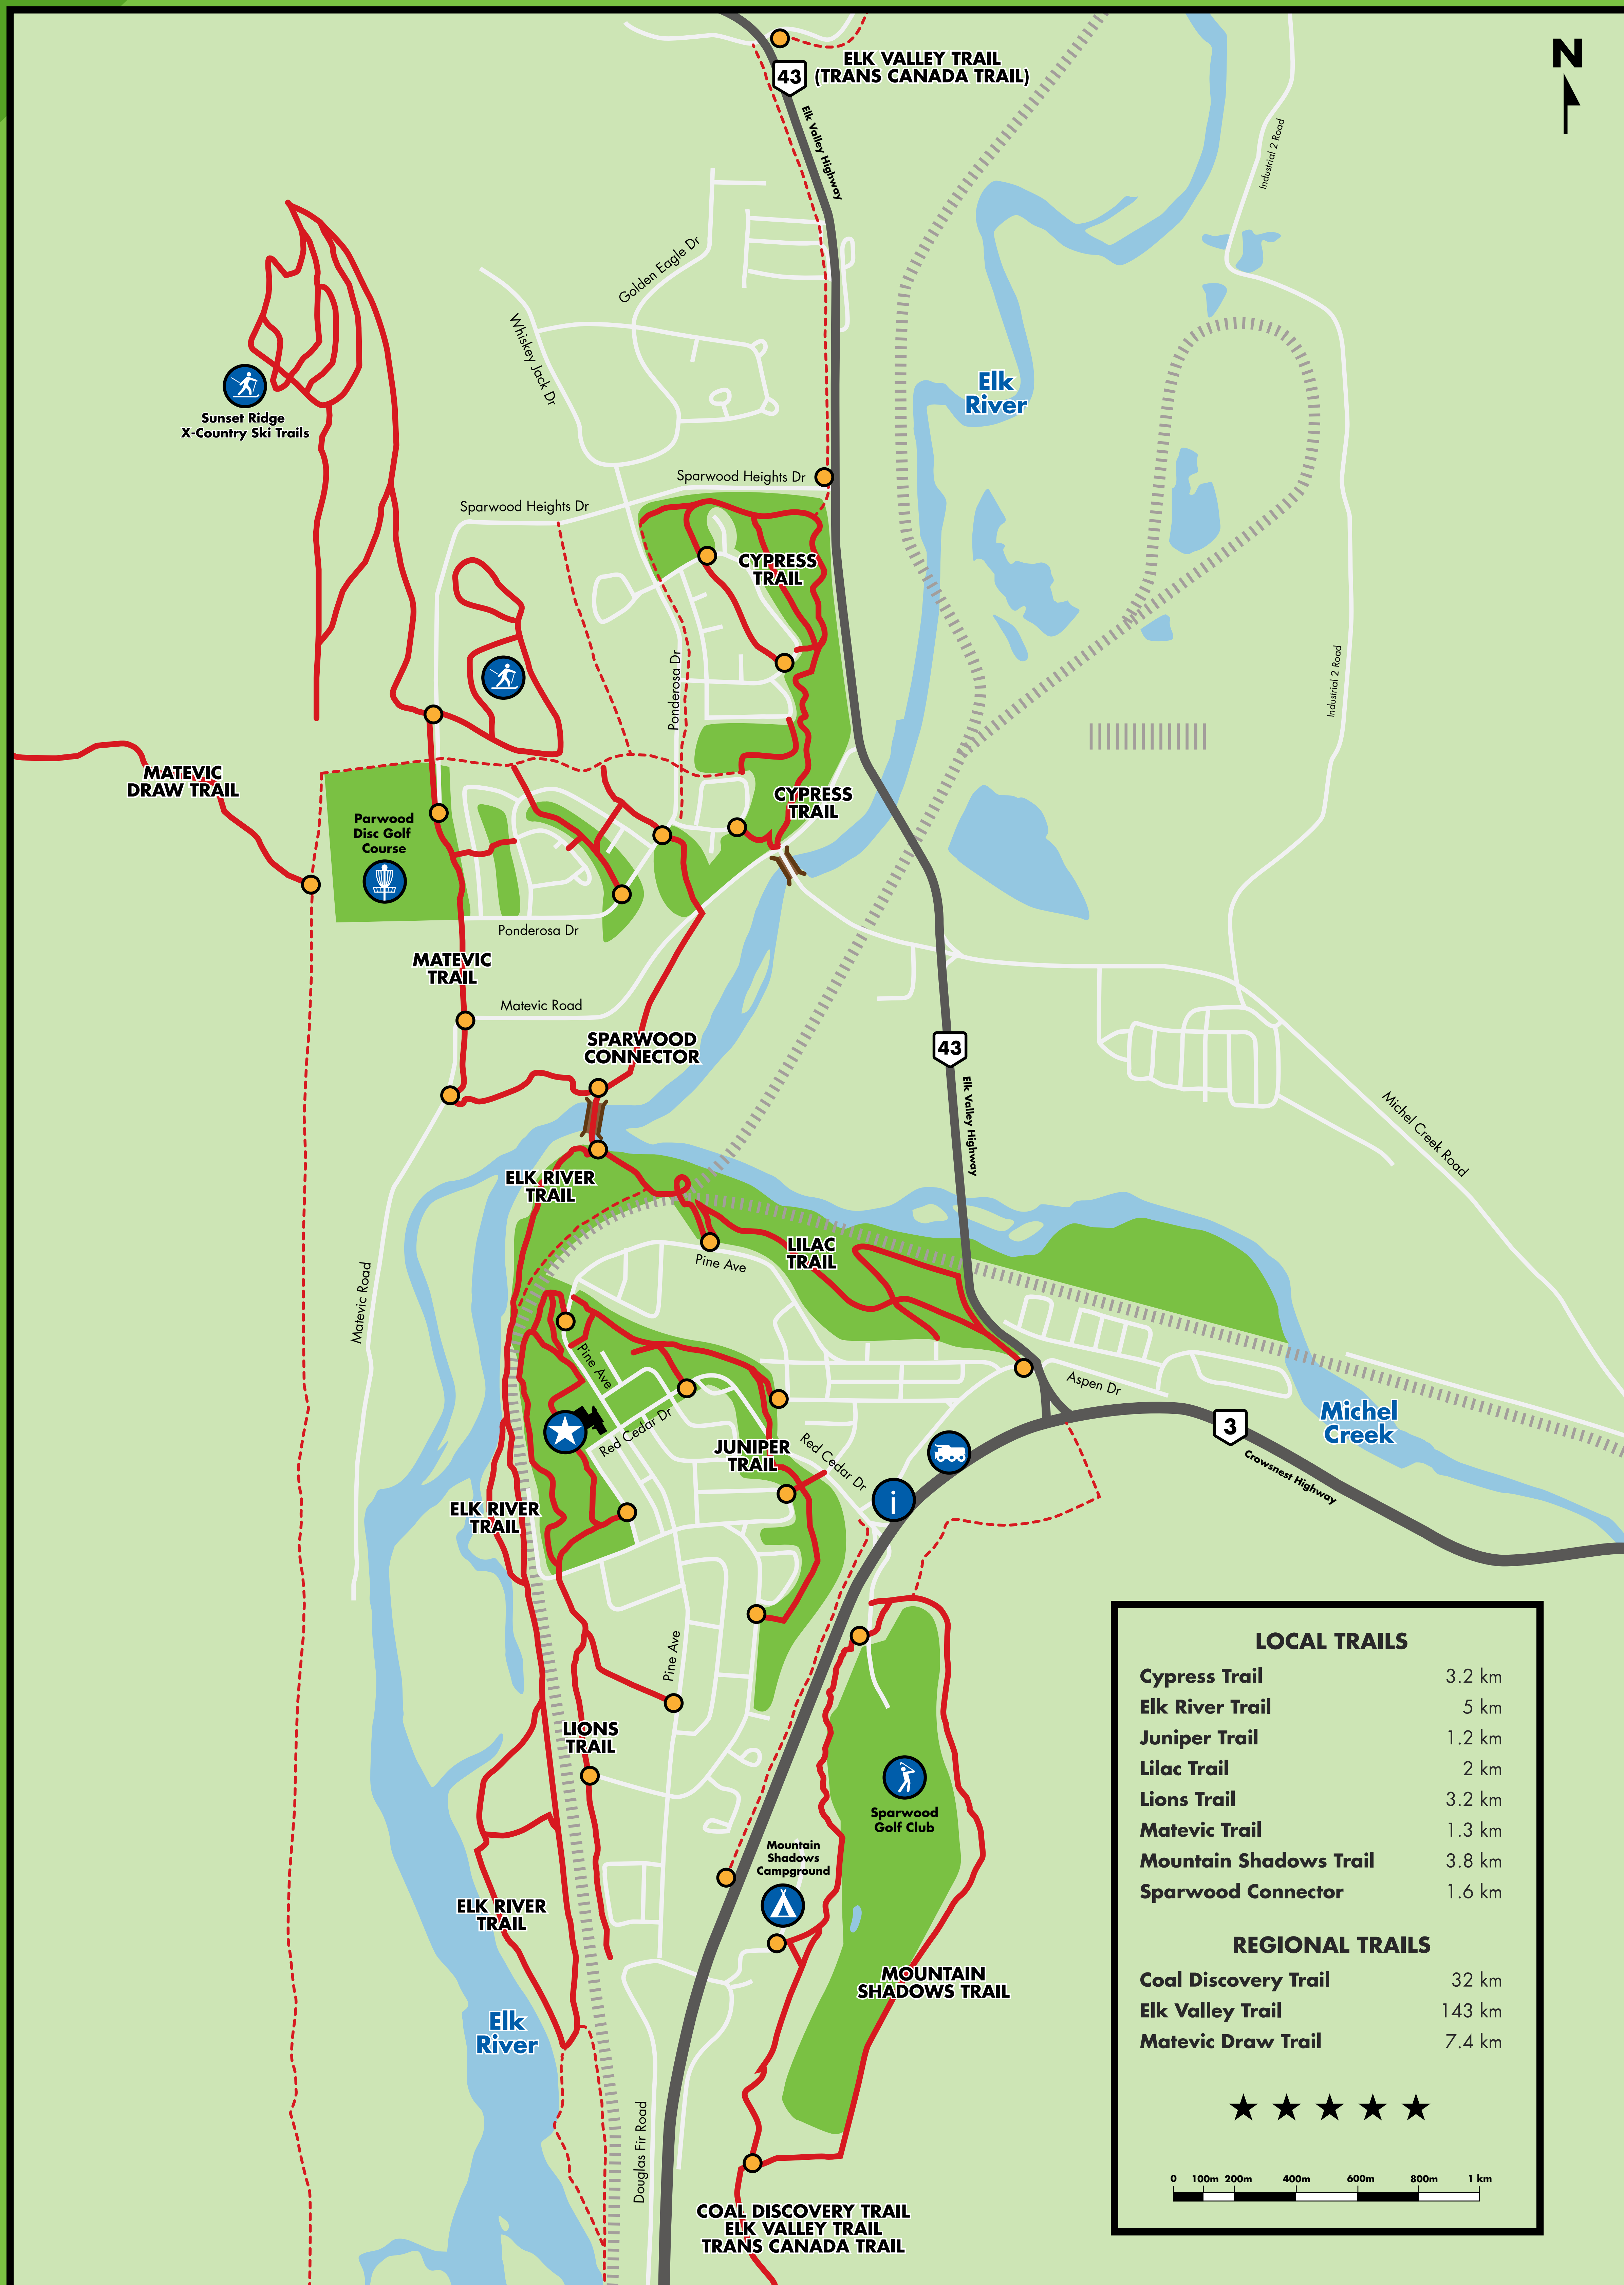 N
ELK VALLEY TRAIL
(TRANS CANADA TRAIL)
43
Elk Valley Highway
Industrial 2 Road
Golden Eagle Dr
Whiskey Jack Dr
Elk
River
Sunset Ridge
X-Country Ski Trails
Sparwood Heights Dr
Sparwood Heights Dr
CYPRESS
TRAIL
Ponderosa Dr
Industrial 2 Road
MATEVIC
DRAW TRAIL
CYPRESS
TRAIL
Parwood
Disc Golf
Course
Ponderosa Dr
MATEVIC
TRAIL
Matevic Road
SPARWOOD
CONNECTOR
43
Elk Valley Highway
Michel Creek Road
ELK RIVER
TRAIL
LILAC
TRAIL
Pine Ave
Matevic Road
Pine Ave
Aspen Dr
Michel
Creek
3
Crowsnest Highway
Red Cedar Dr
JUNIPER
TRAIL
Red Cedar Dr
i
ELK RIVER
TRAIL
Pine Ave
LIONS
TRAIL
Sparwood
Golf Club
Mountain
Shadows
Campground
ELK RIVER
TRAIL
MOUNTAIN
SHADOWS TRAIL
Elk
River
Douglas Fir Road
COAL DISCOVERY TRAIL
ELK VALLEY TRAIL
TRANS CANADA TRAIL
LOCAL TRAILS
Cypress Trail 3.2 km
Elk River Trail 5 km
Juniper Trail 1.2 km
Lilac Trail 2 km
Lions Trail 3.2 km
Matevic Trail 1.3 km
Mountain Shadows Trail 3.8 km
Sparwood Connector 1.6 km
REGIONAL TRAILS
Coal Discovery Trail 32 km
Elk Valley Trail 143 km
Matevic Draw Trail 7.4 km
0 100m 200m 400m 600m 800m 1 km